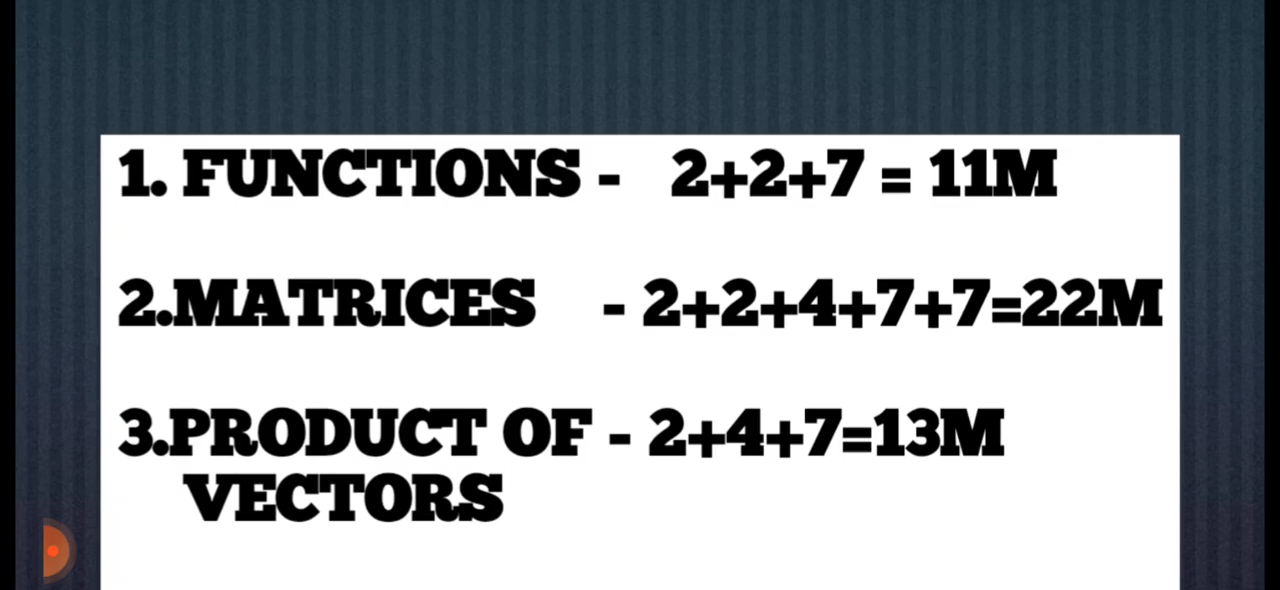 1. FUNCTIONS - 2+2+7 = 11M
2.MATRICES - 2+2+4+7+7=22M
3.PRODUCT OF - 2+4+7=13M
VECTORS